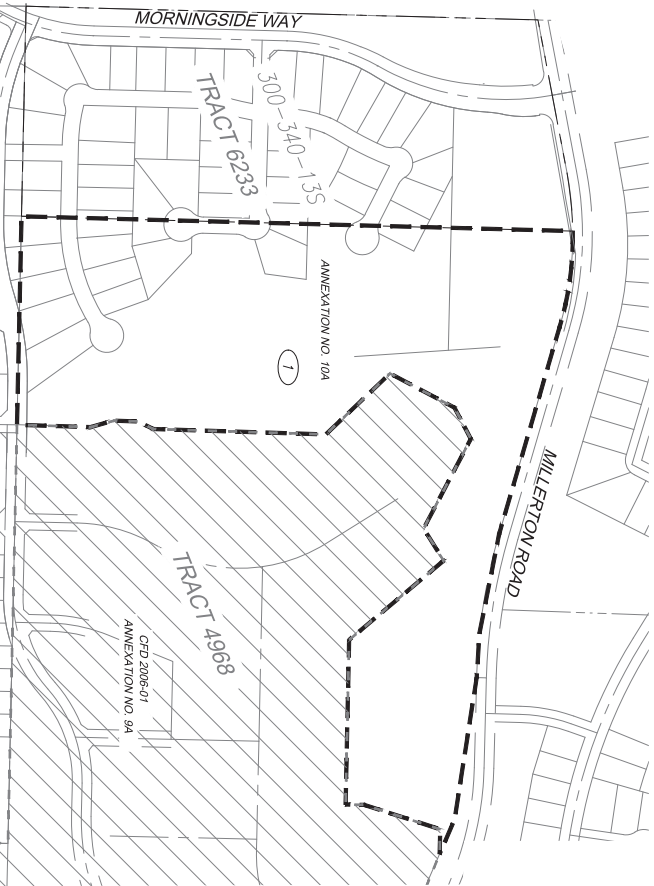 MORNINGSIDE WAY
300-340-13S
TRACT 6233
ANNEXATION NO. 10A
1
MILLERTON ROAD
TRACT 4968
CFD 2006-01
ANNEXATION NO. 9A